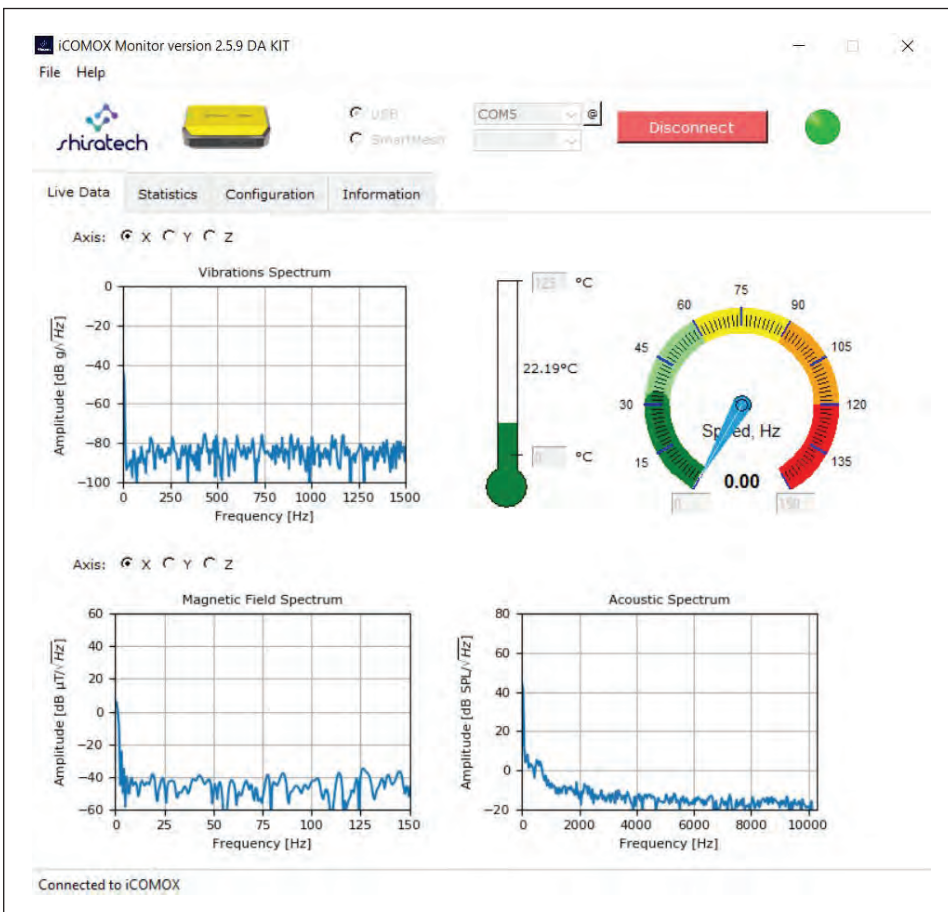 iCOMOX Monitor version 2.5.9 DA KIT
File Help
shiratech
USB
COM5
@
Disconnect
SmartMesh
Live Data Statistics Configuration Information
Axis: X Y Z
Vibrations Spectrum
0
−20
−40
−60
−80
−100
Amplitude [dB g/√Hz]
0 250 500 750 1000 1250 1500
Frequency [Hz]
125 °C
22.19°C
0 °C
0 15 30 45 60 75 90 105 120 135 150
Speed, Hz
0.00
Axis: X Y Z
Magnetic Field Spectrum
60
40
20
0
−20
−40
−60
Amplitude [dB µT/√Hz]
0 25 50 75 100 125 150
Frequency [Hz]
Acoustic Spectrum
80
60
40
20
0
−20
Amplitude [dB SPL/√Hz]
0 2000 4000 6000 8000 10000
Frequency [Hz]
Connected to iCOMOX